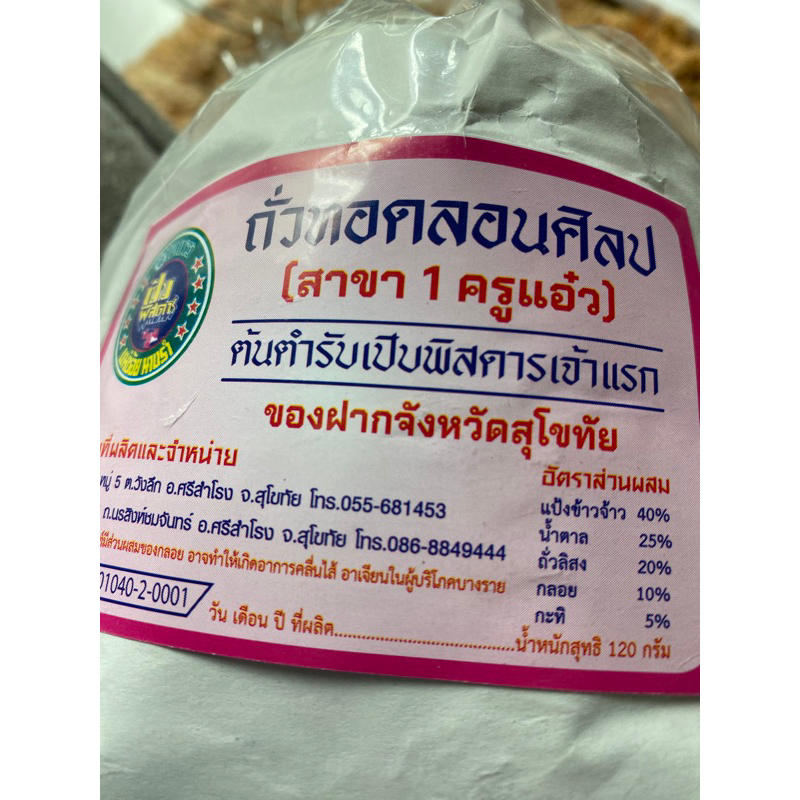 ถั่วทอดลอนศิลป
(สาขา 1 ครูแอ๋ว)
ต้นตำรับเปิบพิสดารเจ้าแรก
ของฝากจังหวัดสุโขทัย
เปิบ
พิสดาร
ที่ผลิตและจำหน่าย
หมู่ 5 ต.วังลึก อ.ศรีสำโรง จ.สุโขทัย โทร.055-681453
ถ.นรสิงห์ชมจันทร์ อ.ศรีสำโรง จ.สุโขทัย โทร.086-8849444
มีส่วนผสมของกลอย อาจทำให้เกิดอาการคลื่นไส้ อาเจียนในผู้บริโภคบางราย
01040-2-0001
วัน เดือน ปี ที่ผลิต
อัตราส่วนผสม
แป้งข้าวจ้าว 40%
น้ำตาล 25%
ถั่วลิสง 20%
กลอย 10%
กะทิ 5%
น้ำหนักสุทธิ 120 กรัม